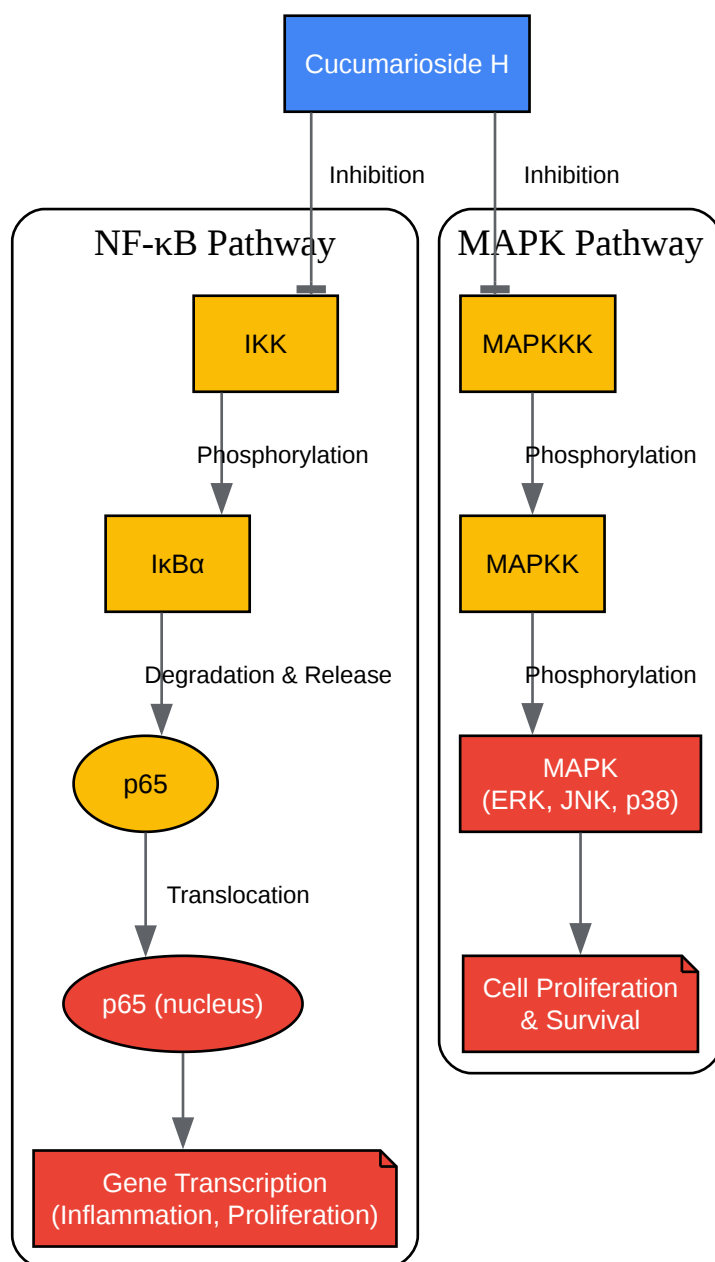 Cucumarioside H
Inhibition
Inhibition
NF-κB Pathway
IKK
Phosphorylation
IκBα
Degradation & Release
p65
Translocation
p65 (nucleus)
Gene Transcription
(Inflammation, Proliferation)
MAPK Pathway
MAPKKK
Phosphorylation
MAPKK
Phosphorylation
MAPK
(ERK, JNK, p38)
Cell Proliferation
& Survival